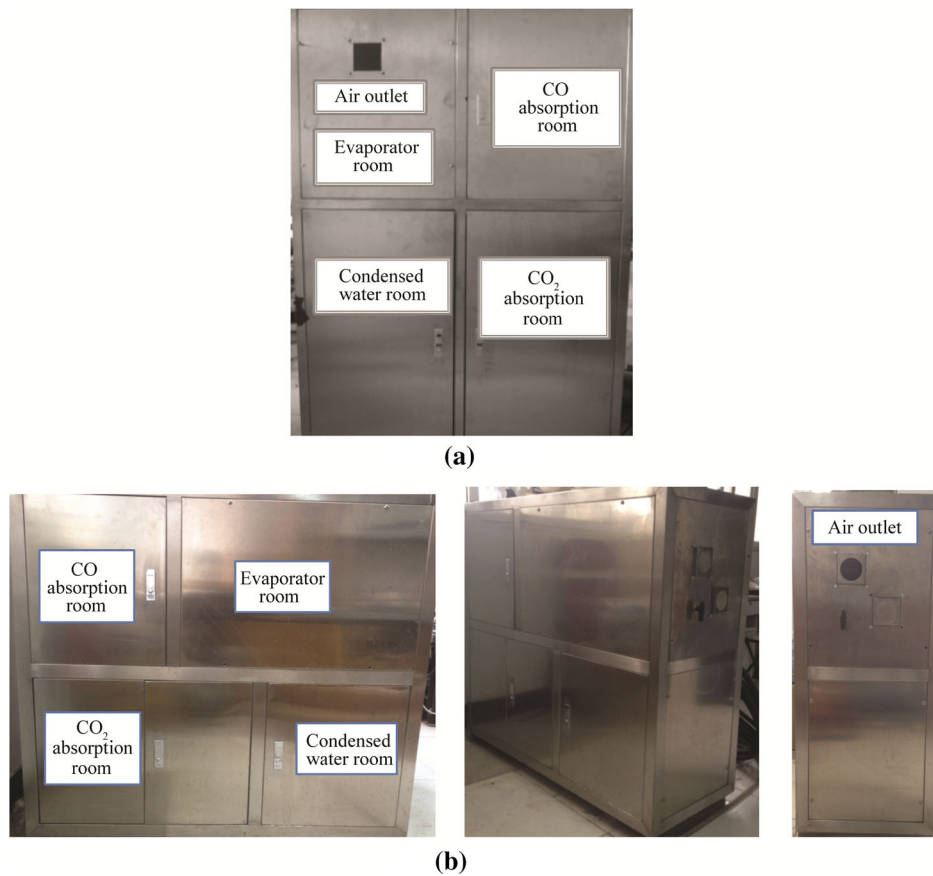 Air outlet
Evaporator
room
CO
absorption
room
Condensed
water room
CO₂
absorption
room
(a)
CO
absorption
room
Evaporator
room
CO₂
absorption
room
Condensed
water room
Air outlet
(b)